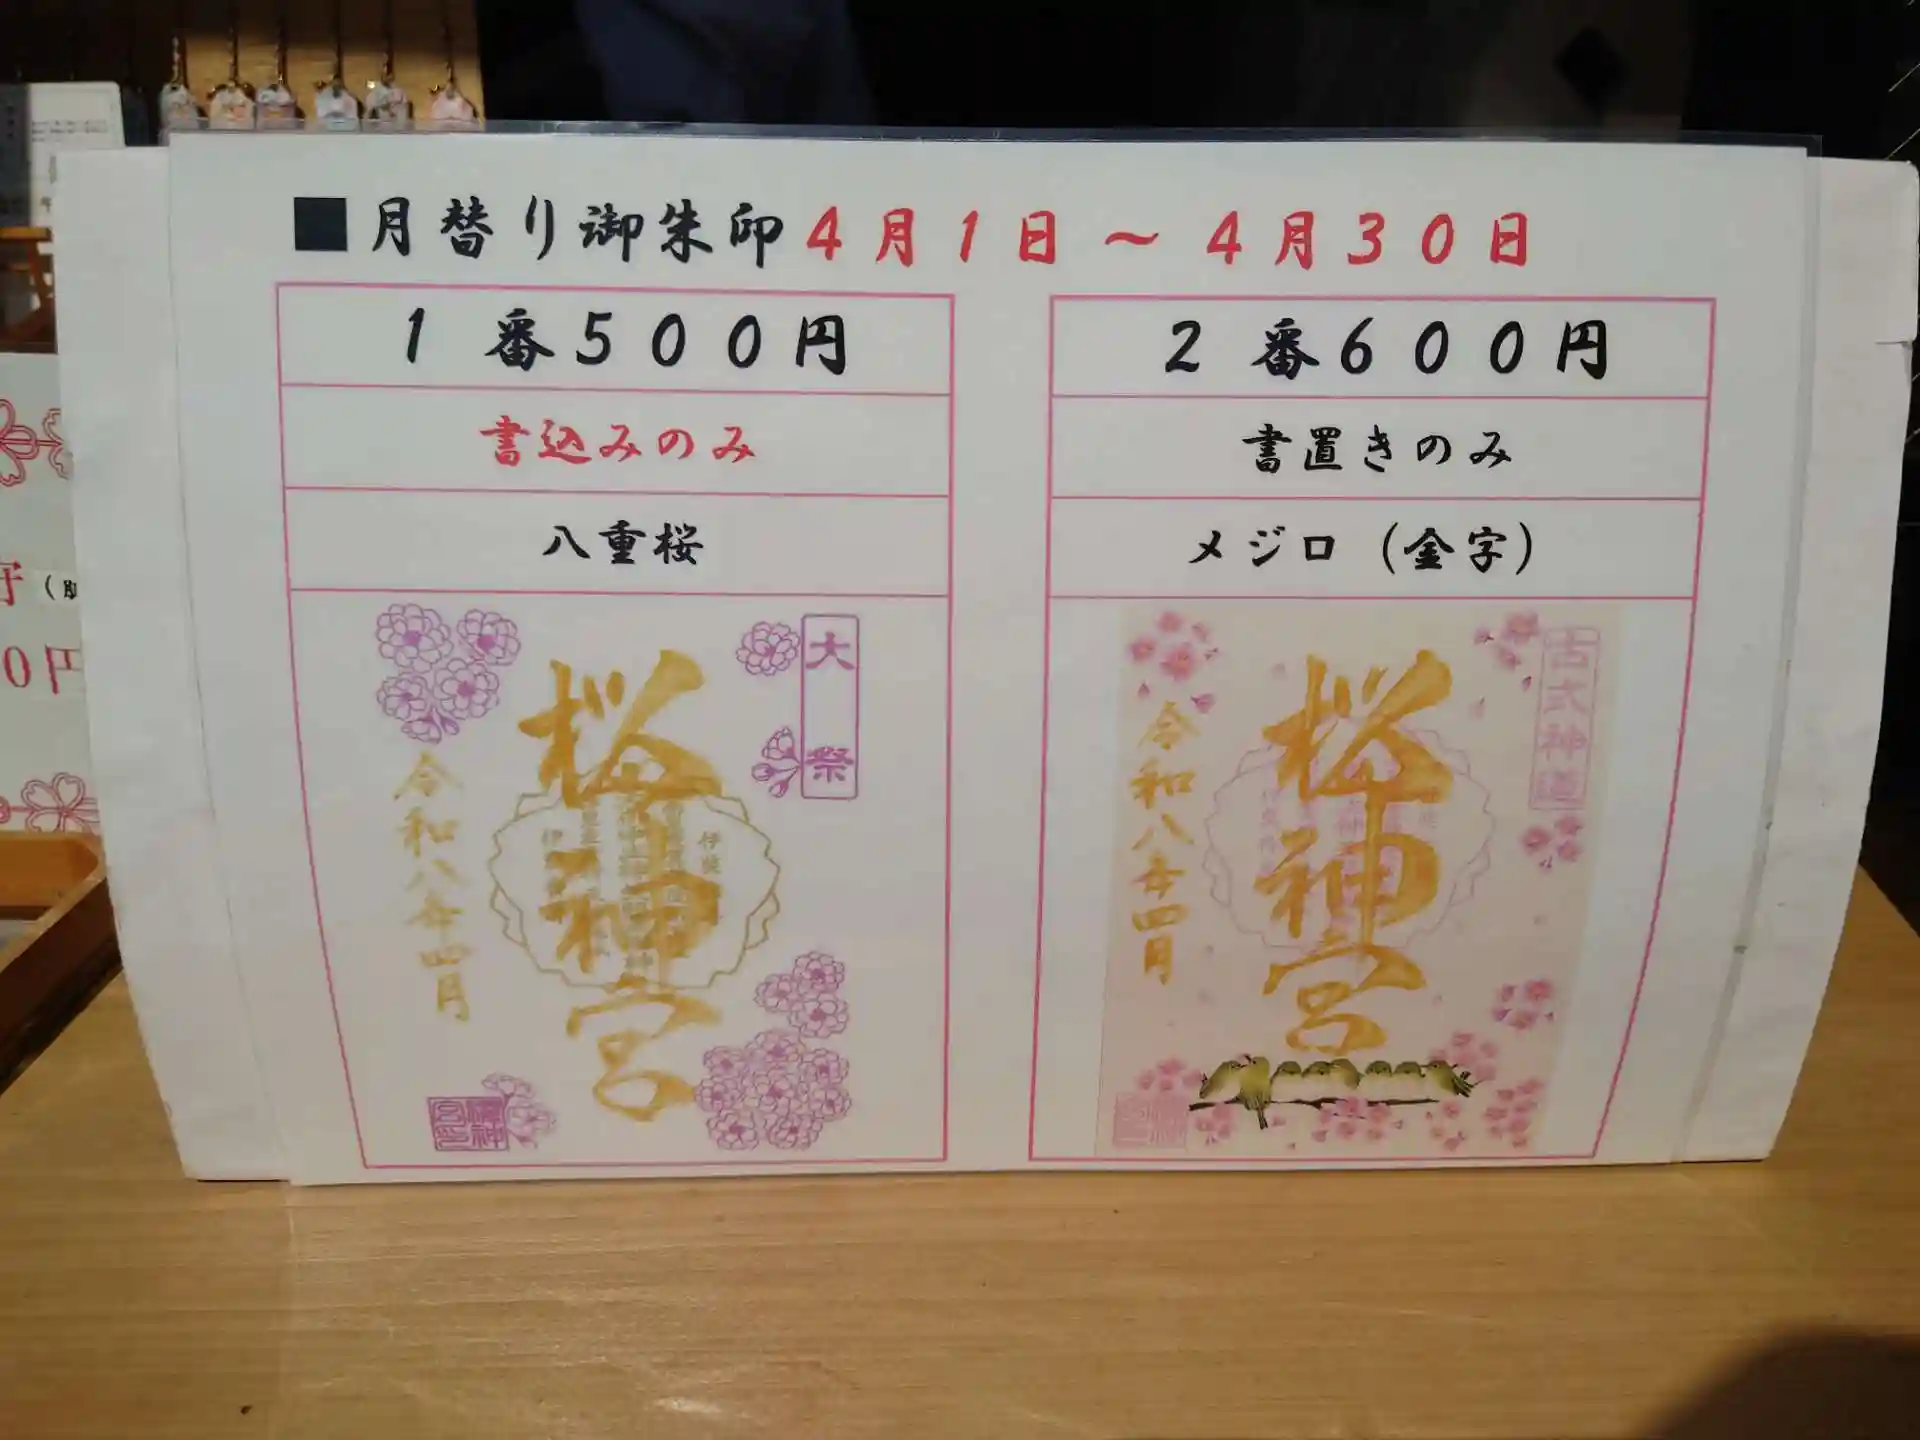 ■月替り御朱印4月1日～4月30日
1番500円
書込みのみ
八重桜
大祭
桜神宮
令和八年四月
2番600円
書置きのみ
メジロ（金字）
古式神道
桜神宮
令和八年四月
守（
0円